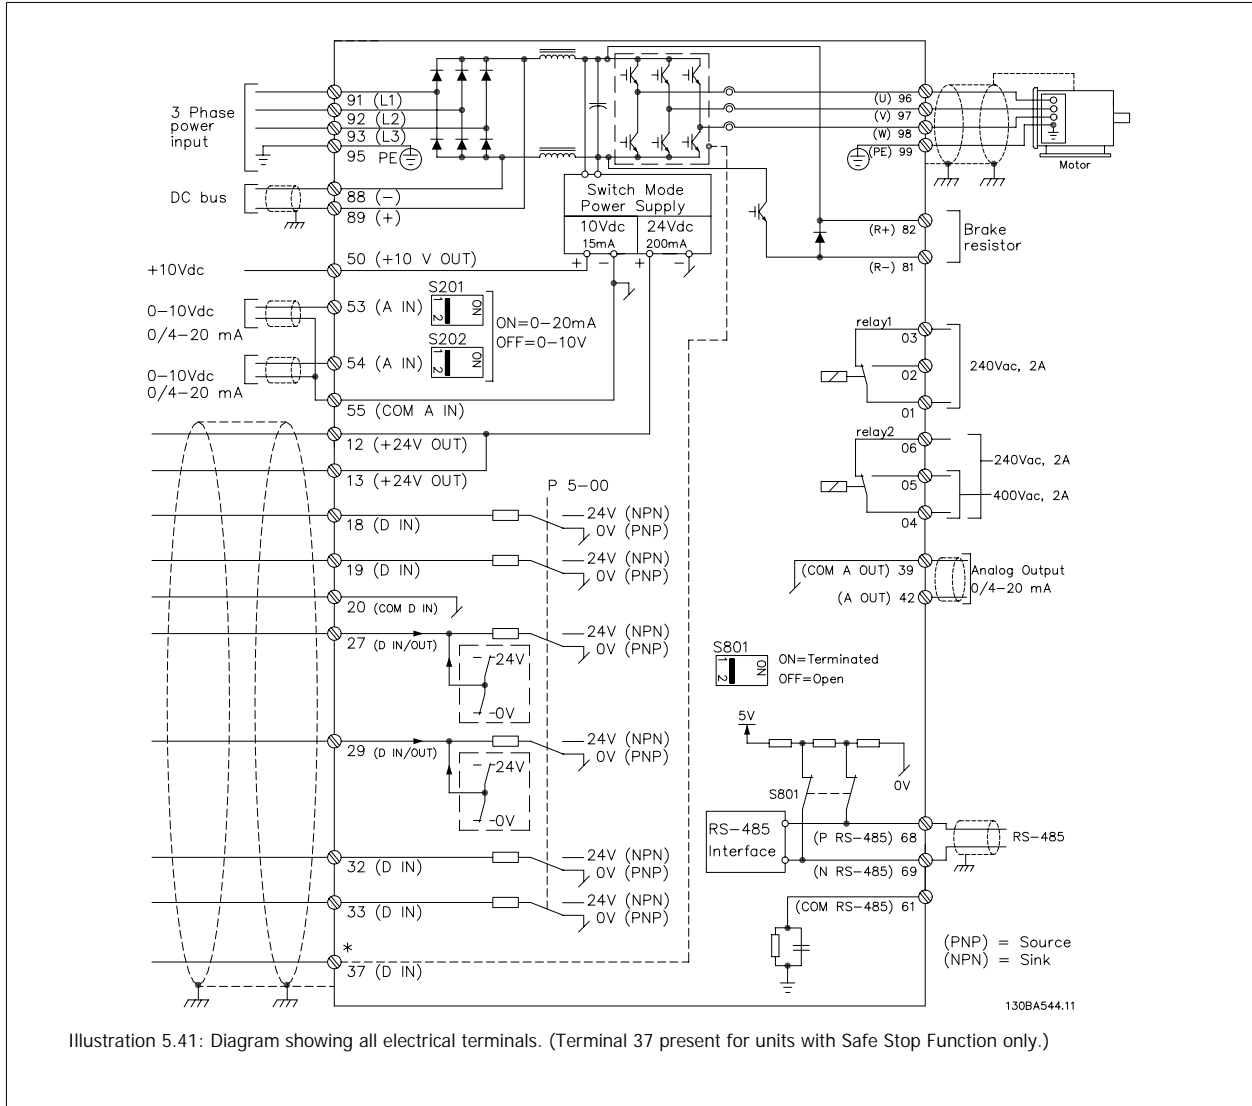 3 Phase
power
input
91 (L1)
92 (L2)
93 (L3)
95 PE
DC bus
88 (−)
89 (+)
+10Vdc
50 (+10 V OUT)
0−10Vdc
0/4−20 mA
53 (A IN)
S201
1 2
ON
ON=0−20mA
OFF=0−10V
S202
1 2
ON
0−10Vdc
0/4−20 mA
54 (A IN)
55 (COM A IN)
12 (+24V OUT)
13 (+24V OUT)
P 5-00
18 (D IN)
24V (NPN)
0V (PNP)
19 (D IN)
24V (NPN)
0V (PNP)
20 (COM D IN)
27 (D IN/OUT)
24V (NPN)
0V (PNP)
24V
0V
29 (D IN/OUT)
24V (NPN)
0V (PNP)
24V
0V
32 (D IN)
24V (NPN)
0V (PNP)
33 (D IN)
24V (NPN)
0V (PNP)
*
37 (D IN)
Switch Mode
Power Supply
10Vdc
15mA
24Vdc
200mA
+ − + −
(U) 96
(V) 97
(W) 98
(PE) 99
Motor
(R+) 82
(R−) 81
Brake
resistor
relay1
03
02
01
240Vac, 2A
relay2
06
05
04
240Vac, 2A
400Vac, 2A
(COM A OUT) 39
(A OUT) 42
Analog Output
0/4−20 mA
S801
1 2
ON
ON=Terminated
OFF=Open
5V
S801
0V
RS−485
Interface
(P RS−485) 68
(N RS−485) 69
(COM RS−485) 61
RS−485
(PNP) = Source
(NPN) = Sink
130BA544.11
Illustration 5.41: Diagram showing all electrical terminals. (Terminal 37 present for units with Safe Stop Function only.)